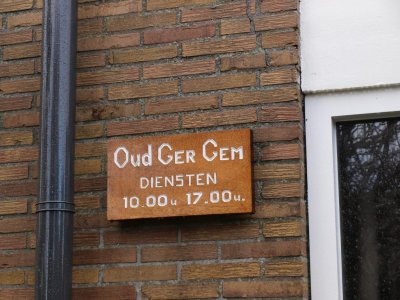 Oud Ger Gem
DIENSTEN
10.00u 17.00u.